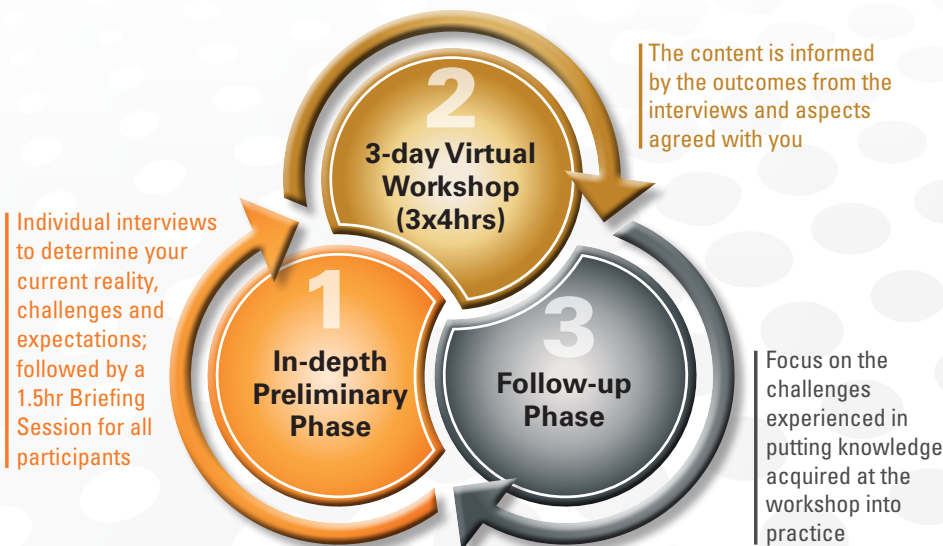 Individual interviews
to determine your
current reality,
challenges and
expectations;
followed by a
1.5hr Briefing
Session for all
participants
1
In-depth
Preliminary
Phase
2
3-day Virtual
Workshop
(3x4hrs)
The content is informed
by the outcomes from the
interviews and aspects
agreed with you
3
Follow-up
Phase
Focus on the
challenges
experienced in
putting knowledge
acquired at the
workshop into
practice